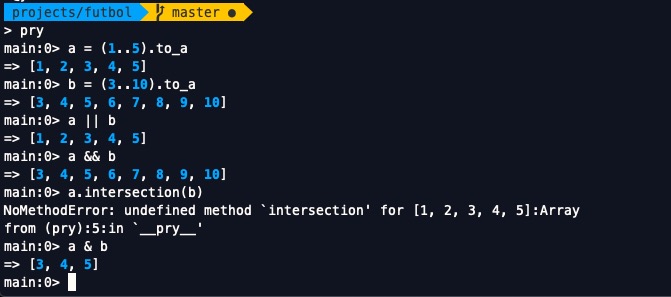 projects/futbol master ●
> pry
main:0> a = (1..5).to_a
=> [1, 2, 3, 4, 5]
main:0> b = (3..10).to_a
=> [3, 4, 5, 6, 7, 8, 9, 10]
main:0> a || b
=> [1, 2, 3, 4, 5]
main:0> a && b
=> [3, 4, 5, 6, 7, 8, 9, 10]
main:0> a.intersection(b)
NoMethodError: undefined method `intersection' for [1, 2, 3, 4, 5]:Array
from (pry):5:in `__pry__'
main:0> a & b
=> [3, 4, 5]
main:0>